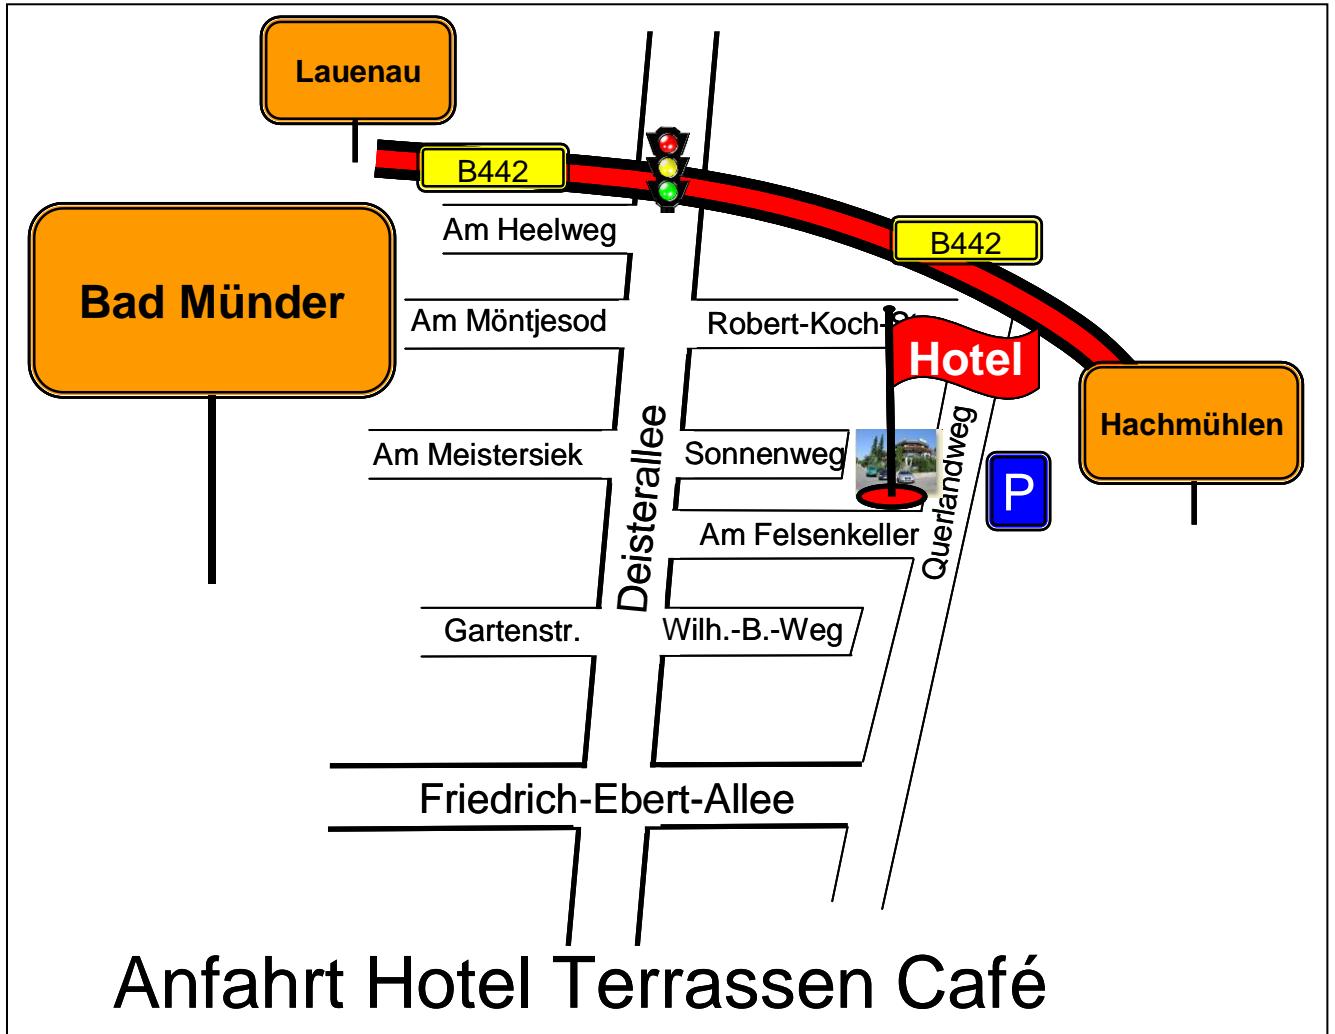 Lauenau
B442
Am Heelweg
B442
Bad Münder
Am Möntjesod
Robert-Koch-
Hotel
Am Meistersiek
Deisterallee
Sonnenweg
Querlandweg
Hachmühlen
P
Am Felsenkeller
Gartenstr.
Wilh.-B.-Weg
Friedrich-Ebert-Allee
Anfahrt Hotel Terrassen Café